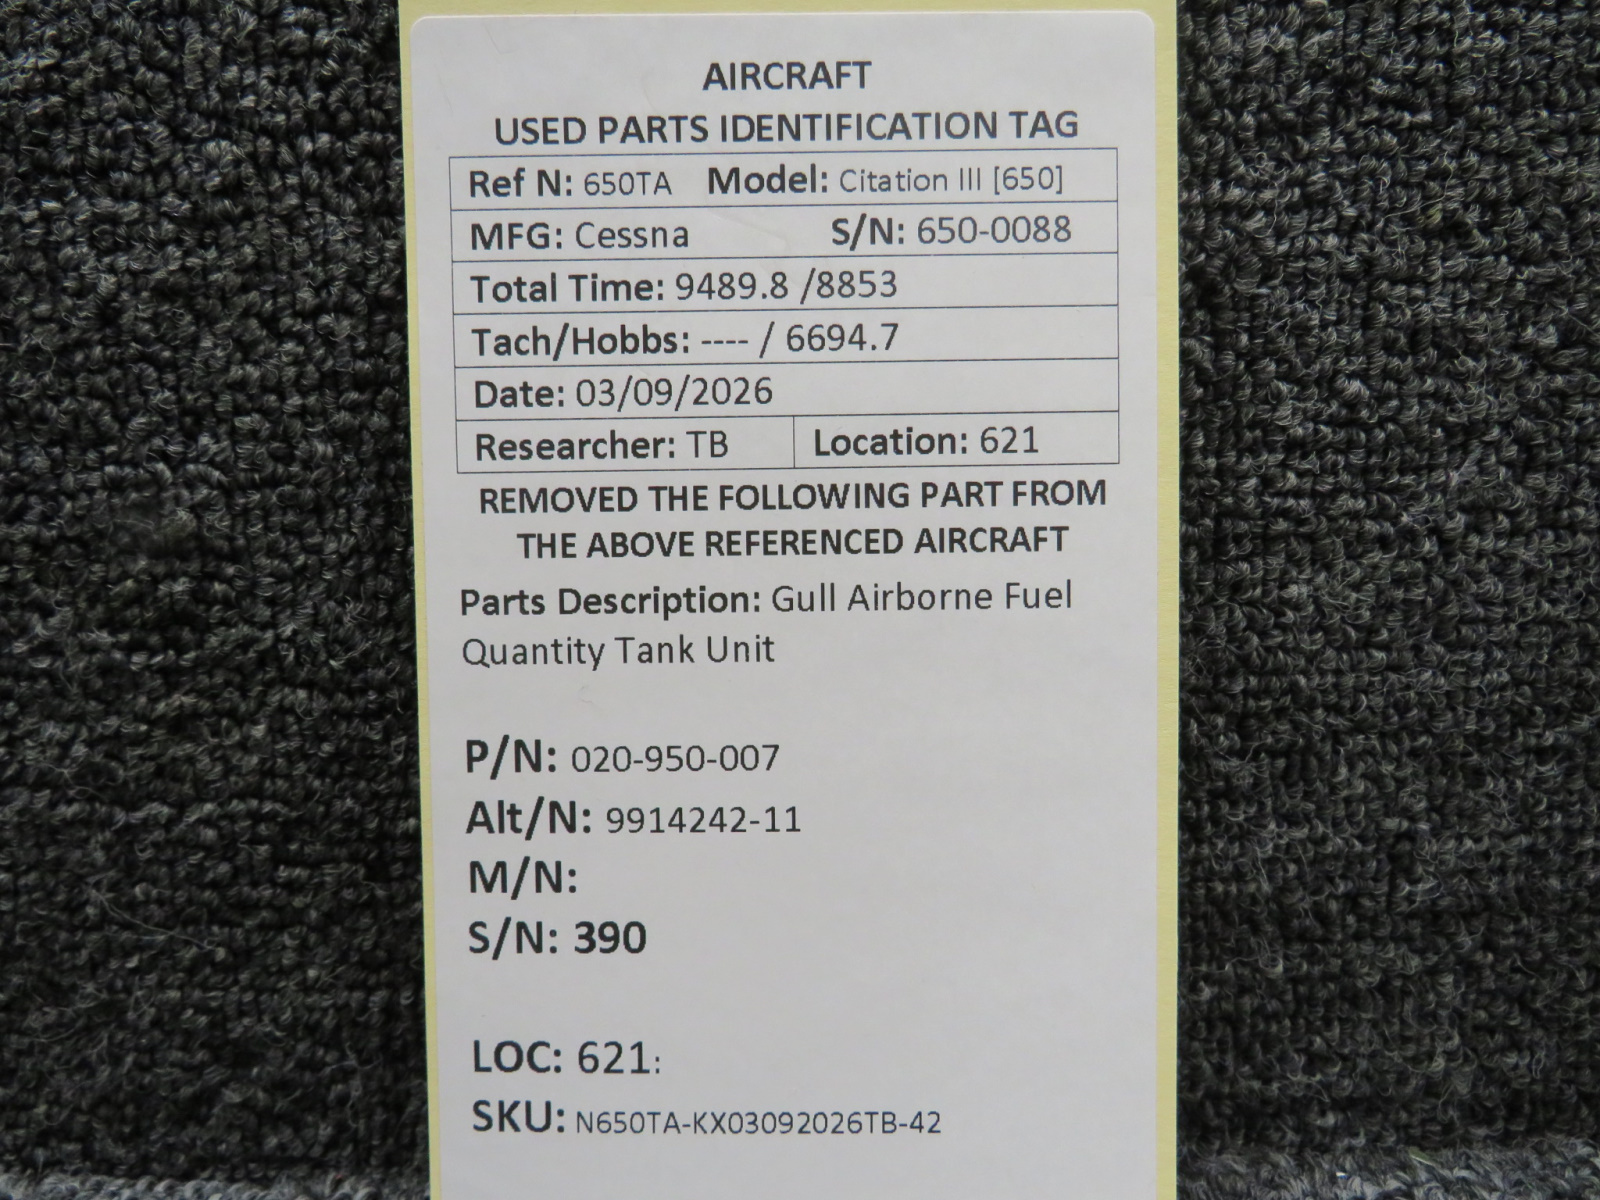 AIRCRAFT
USED PARTS IDENTIFICATION TAG
Ref N: 650TA Model: Citation III [650]
MFG: Cessna S/N: 650-0088
Total Time: 9489.8 /8853
Tach/Hobbs: ---- / 6694.7
Date: 03/09/2026
Researcher: TB Location: 621
REMOVED THE FOLLOWING PART FROM
THE ABOVE REFERENCED AIRCRAFT
Parts Description: Gull Airborne Fuel
Quantity Tank Unit
P/N: 020-950-007
Alt/N: 9914242-11
M/N:
S/N: 390
LOC: 621:
SKU: N650TA-KX03092026TB-42